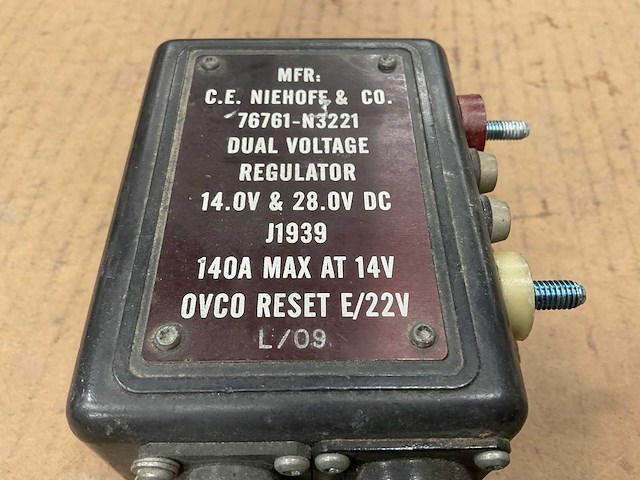 MFR:
C.E. NIEHOFF & CO.
76761-N3221
DUAL VOLTAGE
REGULATOR
14.0V & 28.0V DC
J1939
140A MAX AT 14V
OVCO RESET E/22V
L/09